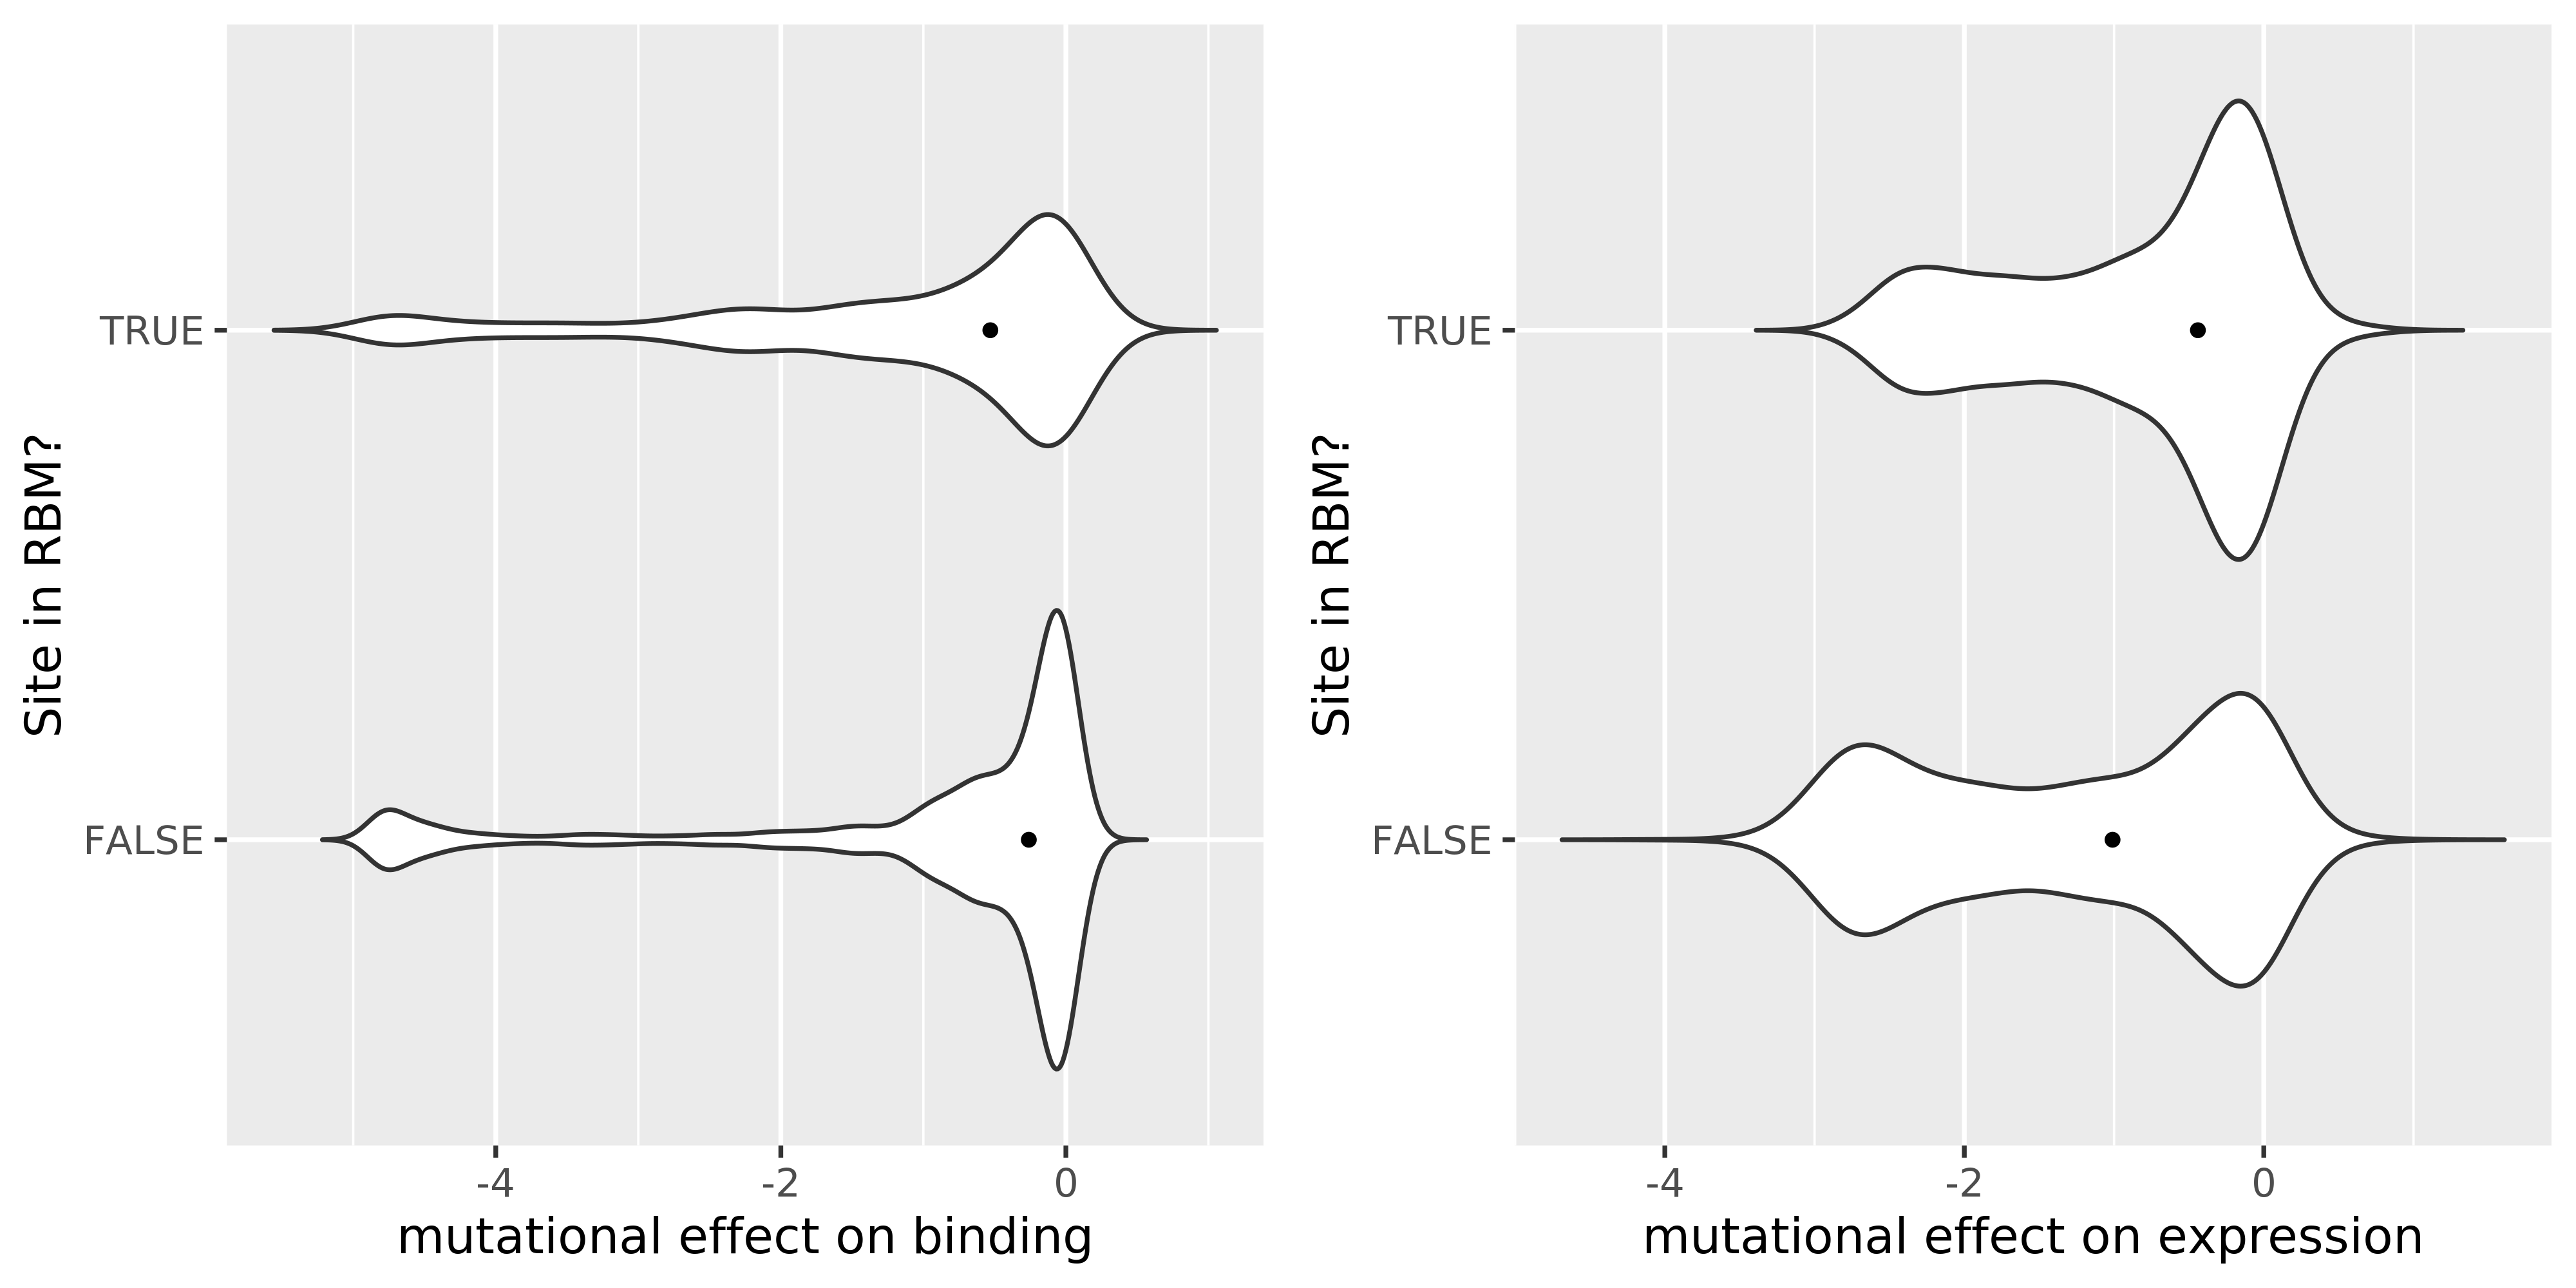 Site in RBM?
TRUE
FALSE
-4 -2 0
mutational effect on binding
Site in RBM?
TRUE
FALSE
-4 -2 0
mutational effect on expression